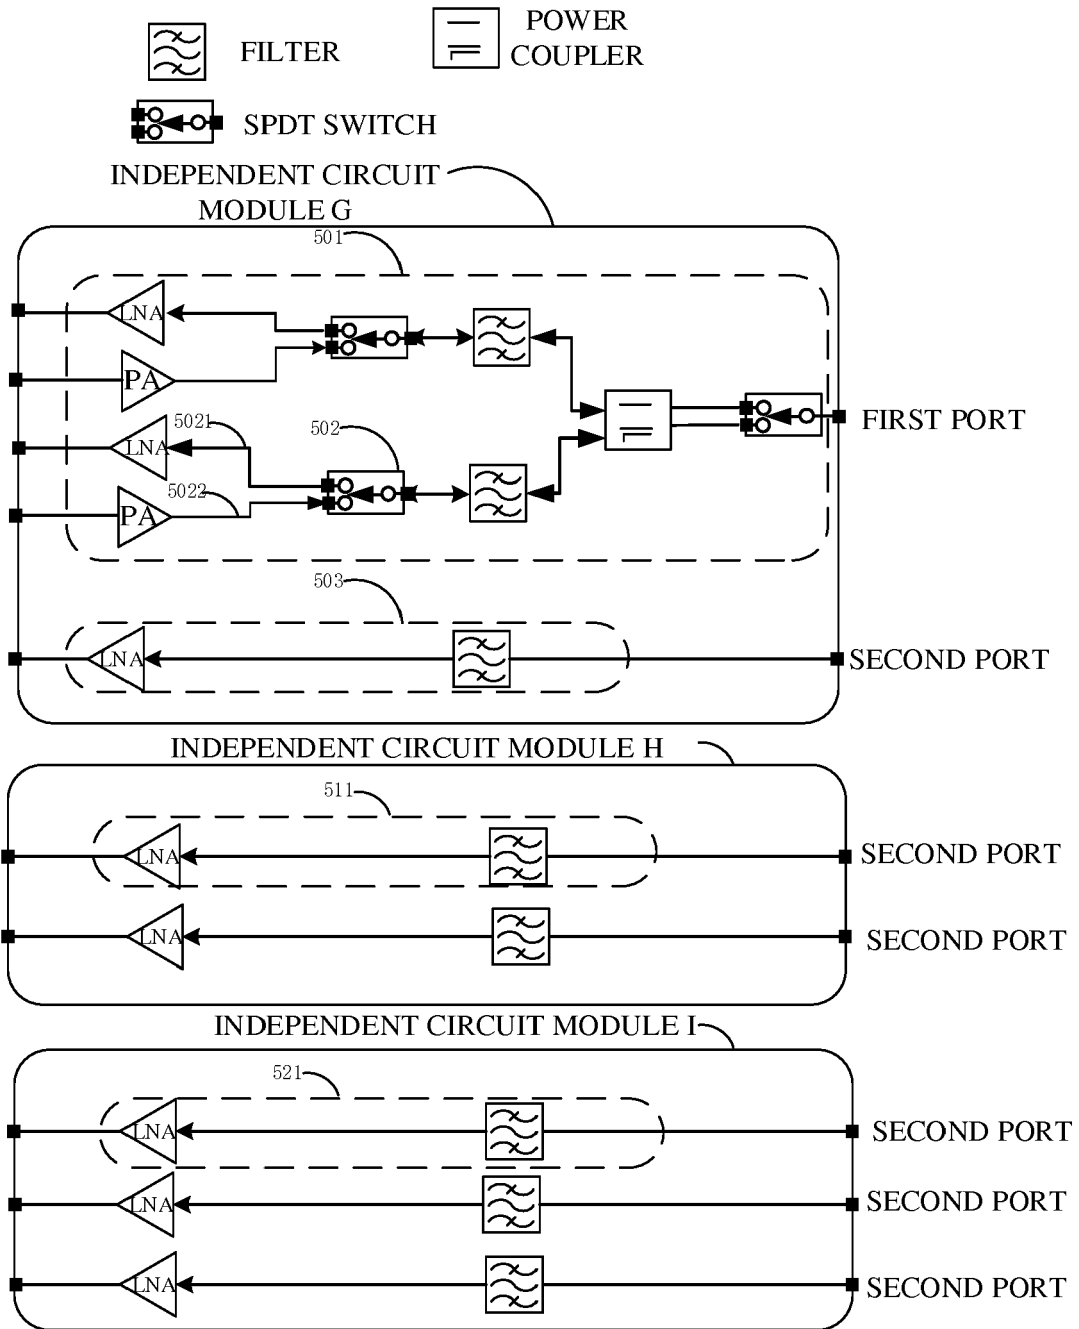 FILTER
POWER
COUPLER
SPDT SWITCH
INDEPENDENT CIRCUIT
MODULE G
501
LNA
PA
5021
LNA
502
5022
PA
FIRST PORT
503
LNA
SECOND PORT
INDEPENDENT CIRCUIT MODULE H
511
LNA
SECOND PORT
LNA
SECOND PORT
INDEPENDENT CIRCUIT MODULE I
521
LNA
SECOND PORT
LNA
SECOND PORT
LNA
SECOND PORT